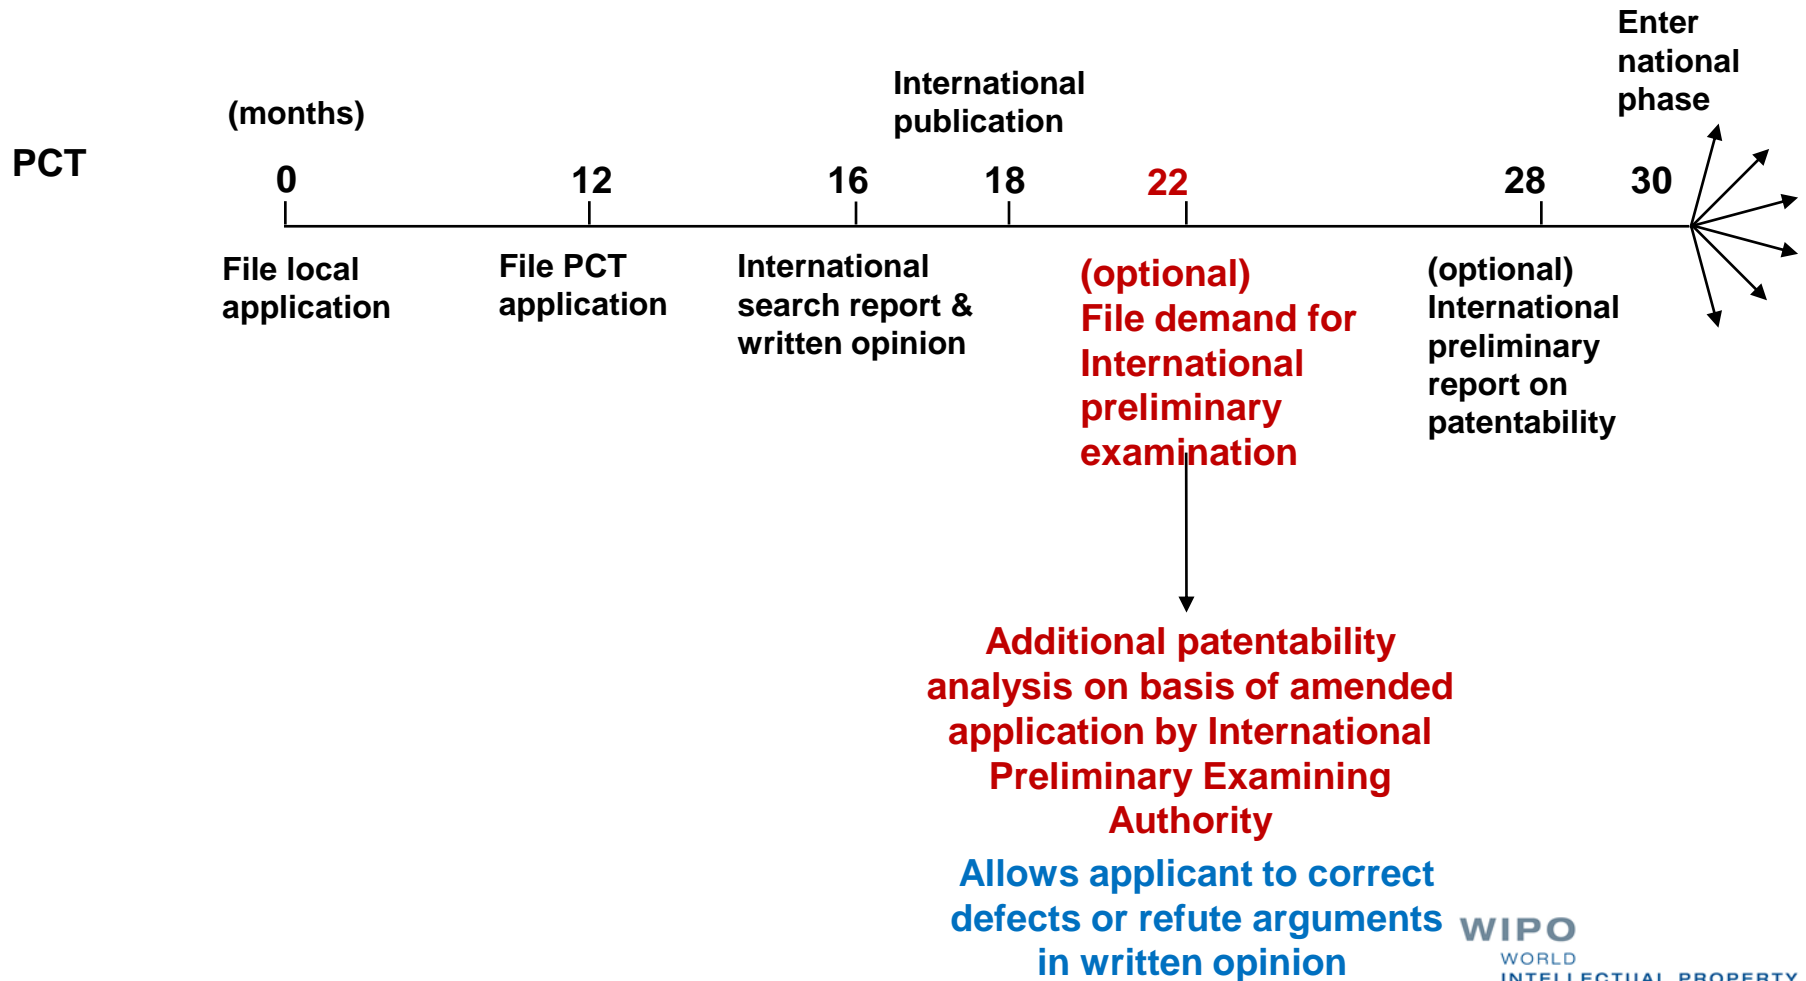 Enter
national
phase
International
publication
(months)
PCT
0
12
16
18
22
28
30
File local
application
File PCT
application
International
search report &
written opinion
(optional)
File demand for
International
preliminary
examination
(optional)
International
preliminary
report on
patentability
Additional patentability
analysis on basis of amended
application by International
Preliminary Examining
Authority
Allows applicant to correct
defects or refute arguments
in written opinion
WIPO
WORLD
INTELLECTUAL PROPERTY